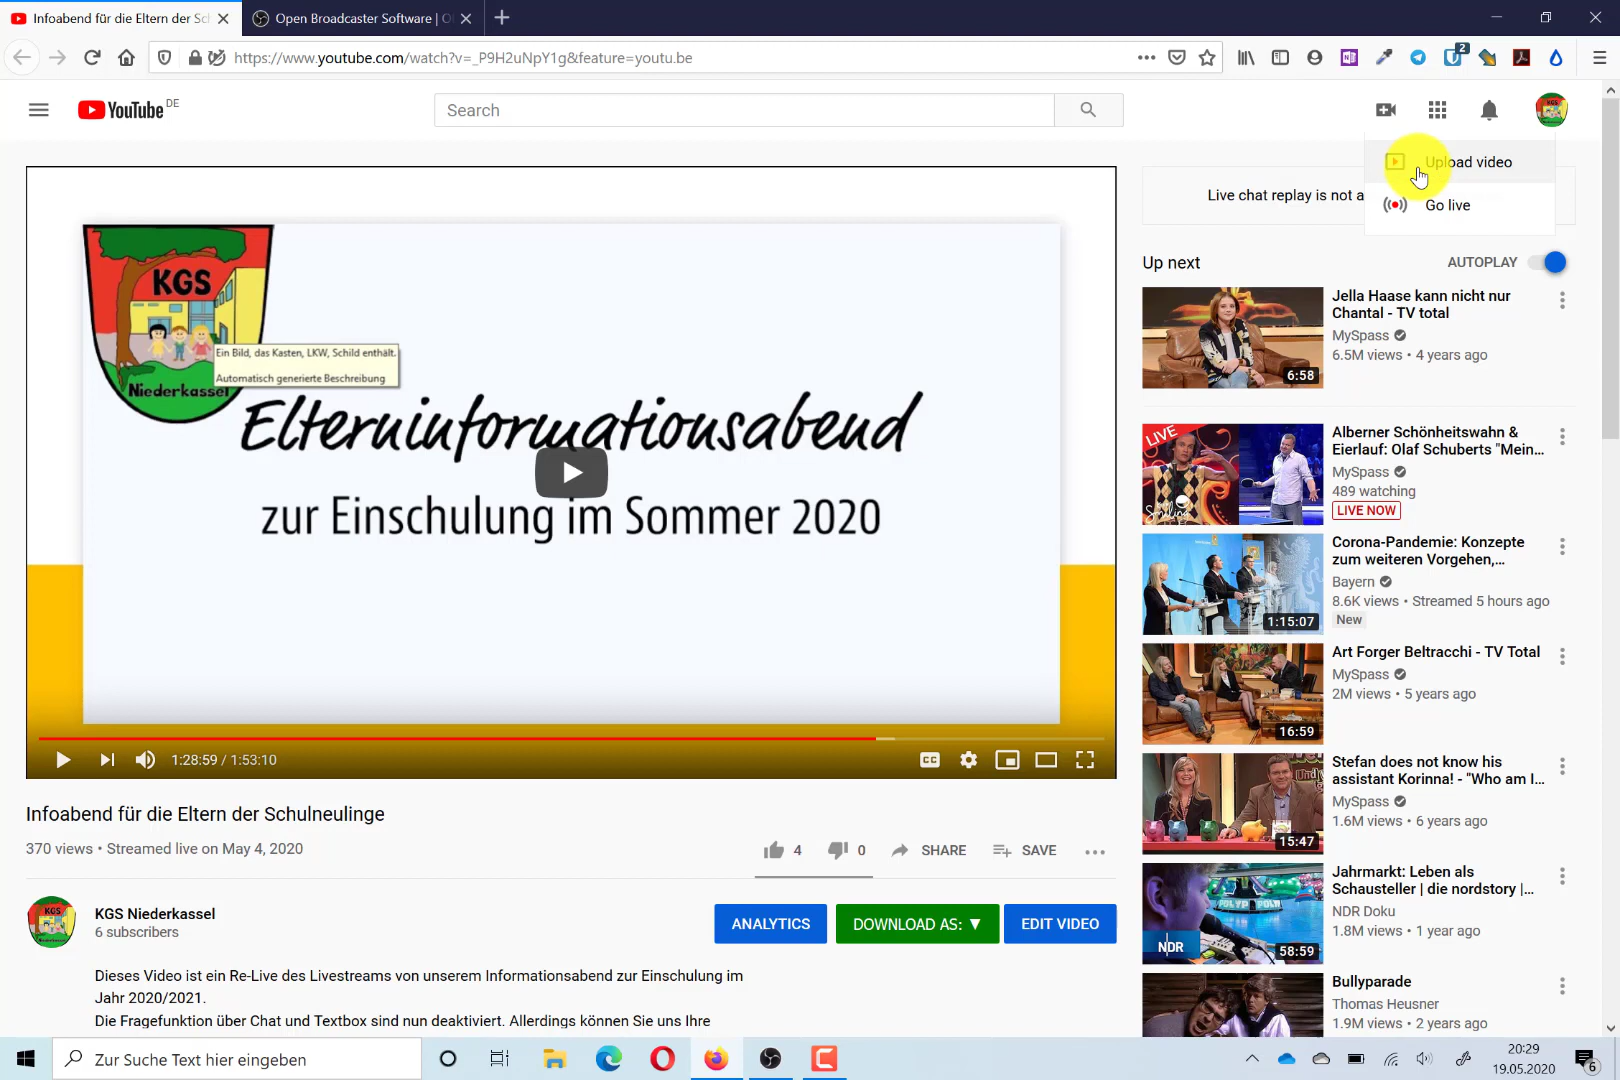 Infoabend für die Eltern der Sc
Open Broadcaster Software | O
https://www.youtube.com/watch?v=_P9H2uNpY1g&feature=youtu.be
2
YouTube DE
Search
Upload video
Go live
Live chat replay is not a
KGS
Niederkassel
Ein Bild, das Kasten, LKW, Schild enthält.
Automatisch generierte Beschreibung
Elterninformationsabend
zur Einschulung im Sommer 2020
1:28:59 / 1:53:10
CC
Infoabend für die Eltern der Schulneulinge
370 views • Streamed live on May 4, 2020
4
0
SHARE
SAVE
KGS Niederkassel
6 subscribers
ANALYTICS
DOWNLOAD AS: ▼
EDIT VIDEO
Dieses Video ist ein Re-Live des Livestreams von unserem Informationsabend zur Einschulung im
Jahr 2020/2021.
Die Fragefunktion über Chat und Textbox sind nun deaktiviert. Allerdings können Sie uns Ihre
Up next
AUTOPLAY
6:58
Jella Haase kann nicht nur
Chantal - TV total
MySpass
6.5M views • 4 years ago
LIVE
Alberner Schönheitswahn &
Eierlauf: Olaf Schuberts "Mein...
MySpass
489 watching
LIVE NOW
1:15:07
Corona-Pandemie: Konzepte
zum weiteren Vorgehen,...
Bayern
8.6K views • Streamed 5 hours ago
New
16:59
Art Forger Beltracchi - TV Total
MySpass
2M views • 5 years ago
15:47
Stefan does not know his
assistant Korinna! - "Who am I...
MySpass
1.6M views • 6 years ago
NDR
58:59
Jahrmarkt: Leben als
Schausteller | die nordstory |...
NDR Doku
1.8M views • 1 year ago
Bullyparade
Thomas Heusner
1.9M views • 2 years ago
Zur Suche Text hier eingeben
20:29
19.05.2020
6